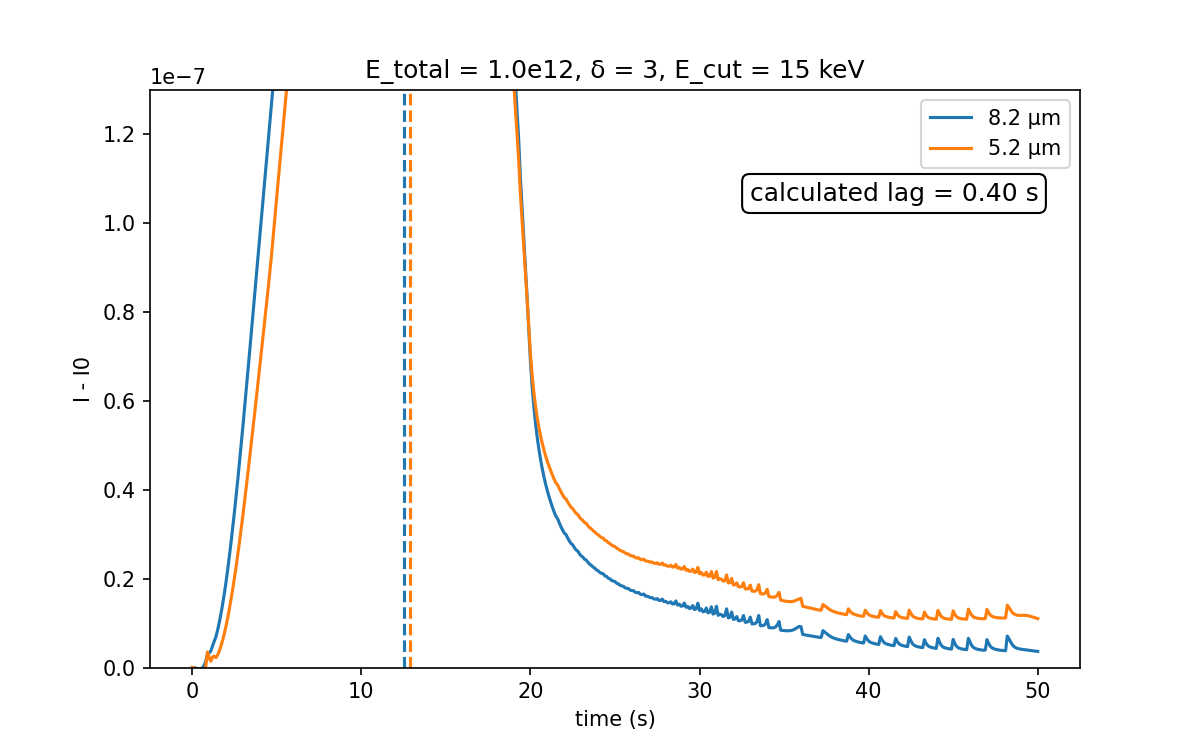 E_total = 1.0e12, δ = 3, E_cut = 15 keV
1e−7
8.2 μm
5.2 μm
calculated lag = 0.40 s
1.2
1.0
0.8
0.6
0.4
0.2
0.0
I - I0
0 10 20 30 40 50
time (s)